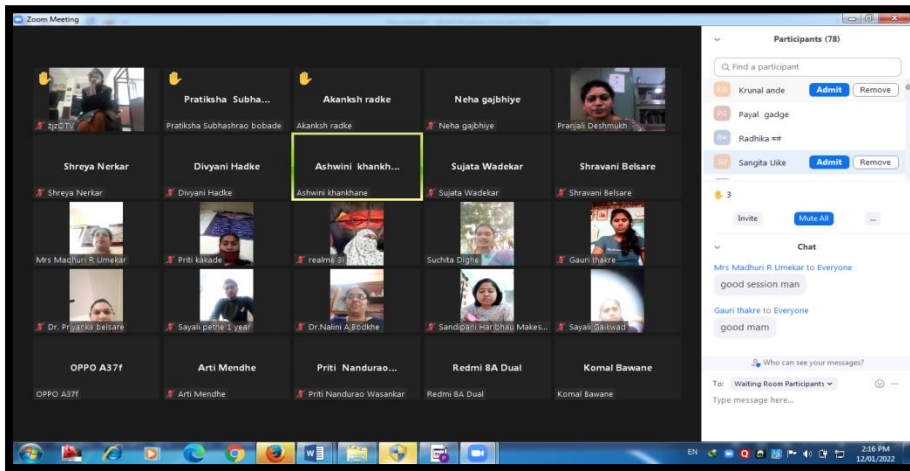 Zoom Meeting
zjzOTV
Pratiksha Subha...
Pratiksha Subhashrao bobade
Akanksh radke
Akanksh radke
Neha gajbhiye
Neha gajbhiye
Pranjali Deshmukh
Shreya Nerkar
Shreya Nerkar
Divyani Hadke
Divyani Hadke
Ashwini khankh...
Ashwini khankhane
Sujata Wadekar
Sujata Wadekar
Shravani Belsare
Shravani Belsare
Mrs Madhuri R Umekar
Priti kakade
realme 3i
Suchita Dighe
Gauri thakre
Dr. Priyanka belsare
Sayali pethe 1 year
Dr.Nalini A Bodkhe
Sandipani Haribhau Makes...
Sayali Gaikwad
OPPO A37f
OPPO A37f
Arti Mendhe
Arti Mendhe
Priti Nandurao...
Priti Nandurao Wasankar
Redmi 8A Dual
Redmi 8A Dual
Komal Bawane
Komal Bawane
Participants (78)
Find a participant
Krunal ande Admit Remove
PG Payal gadge
Radhika
Sangita Uike Admit Remove
3
Invite Mute All ...
Chat
Mrs Madhuri R Umekar to Everyone
good session man
Gauri thakre to Everyone
good mam
Who can see your messages?
To: Waiting Room Participants
Type message here...
EN
2:16 PM
12/01/2022